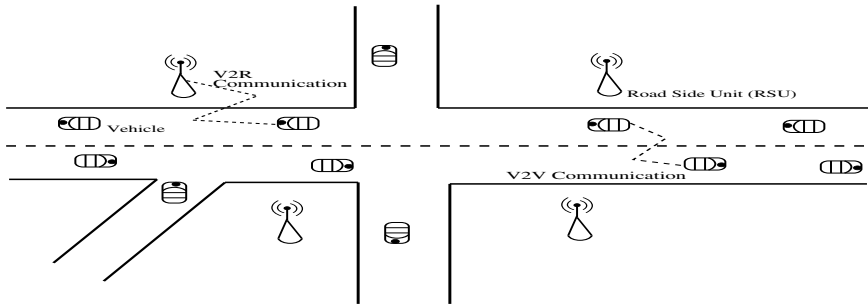 V2R
Communication
Road Side Unit (RSU)
Vehicle
V2V Communication